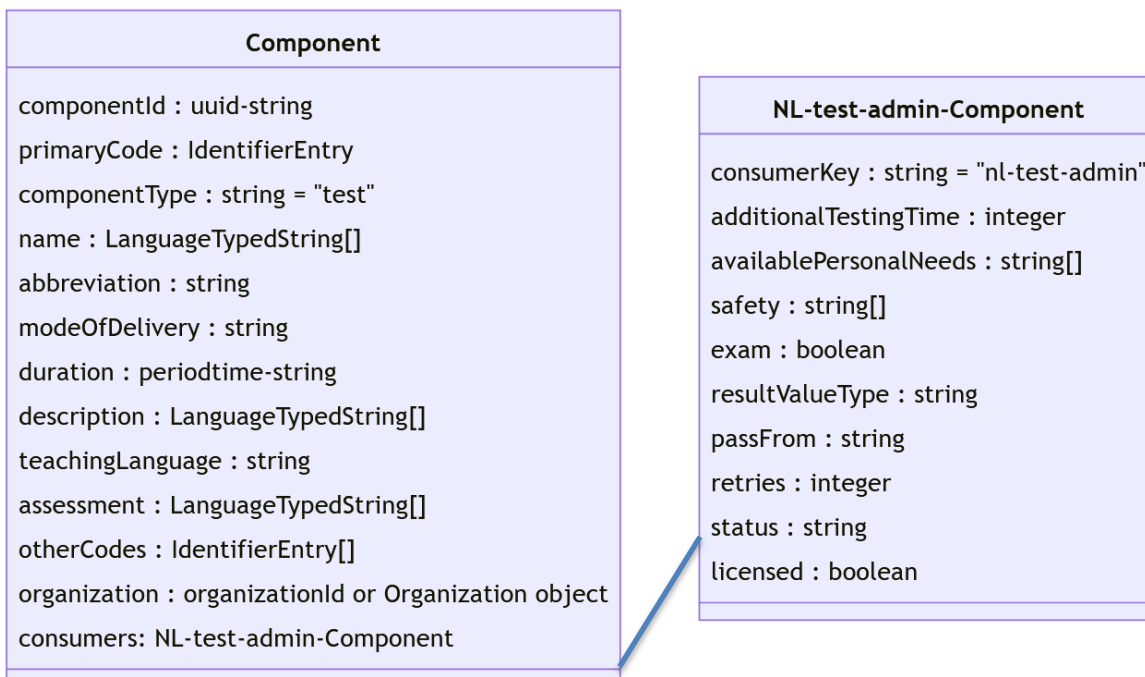 Component
componentId : uuid-string
primaryCode : IdentifierEntry
componentType : string = "test"
name : LanguageTypedString[]
abbreviation : string
modeOfDelivery : string
duration : periodtime-string
description : LanguageTypedString[]
teachingLanguage : string
assessment : LanguageTypedString[]
otherCodes : IdentifierEntry[]
organization : organizationId or Organization object
consumers: NL-test-admin-Component
NL-test-admin-Component
consumerKey : string = "nl-test-admin"
additionalTestingTime : integer
availablePersonalNeeds : string[]
safety : string[]
exam : boolean
resultValueType : string
passFrom : string
retries : integer
status : string
licensed : boolean